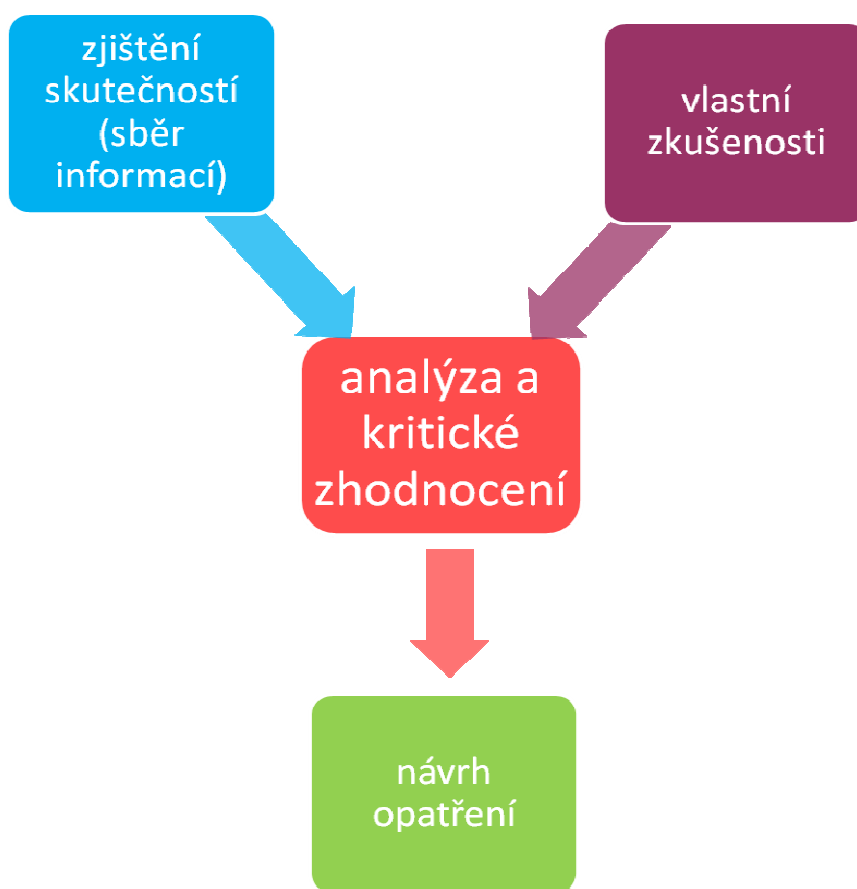 zjištění
skutečností
(sběr
informací)
vlastní
zkušenosti
analýza a
kritické
zhodnocení
návrh
opatření